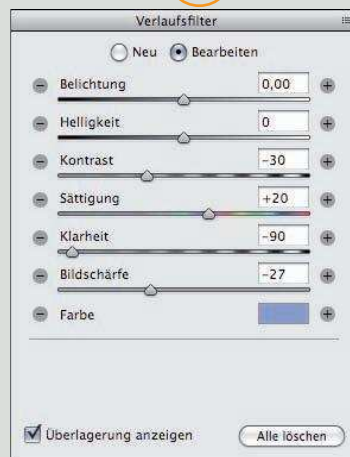 Verlaufsfilter
Neu Bearbeiten
Belichtung 0,00
Helligkeit 0
Kontrast -30
Sättigung +20
Klarheit -90
Bildschärfe -27
Farbe
Überlagerung anzeigen Alle löschen